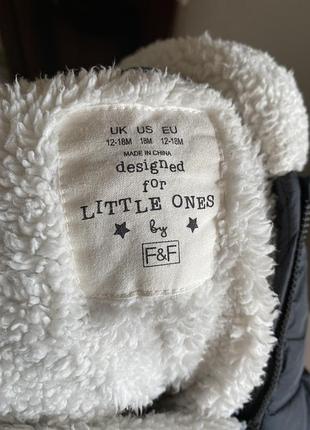 UK US EU
12-18M 18M 12-18M
MADE IN CHINA
designed
for
LITTLE ONES
by
F&F